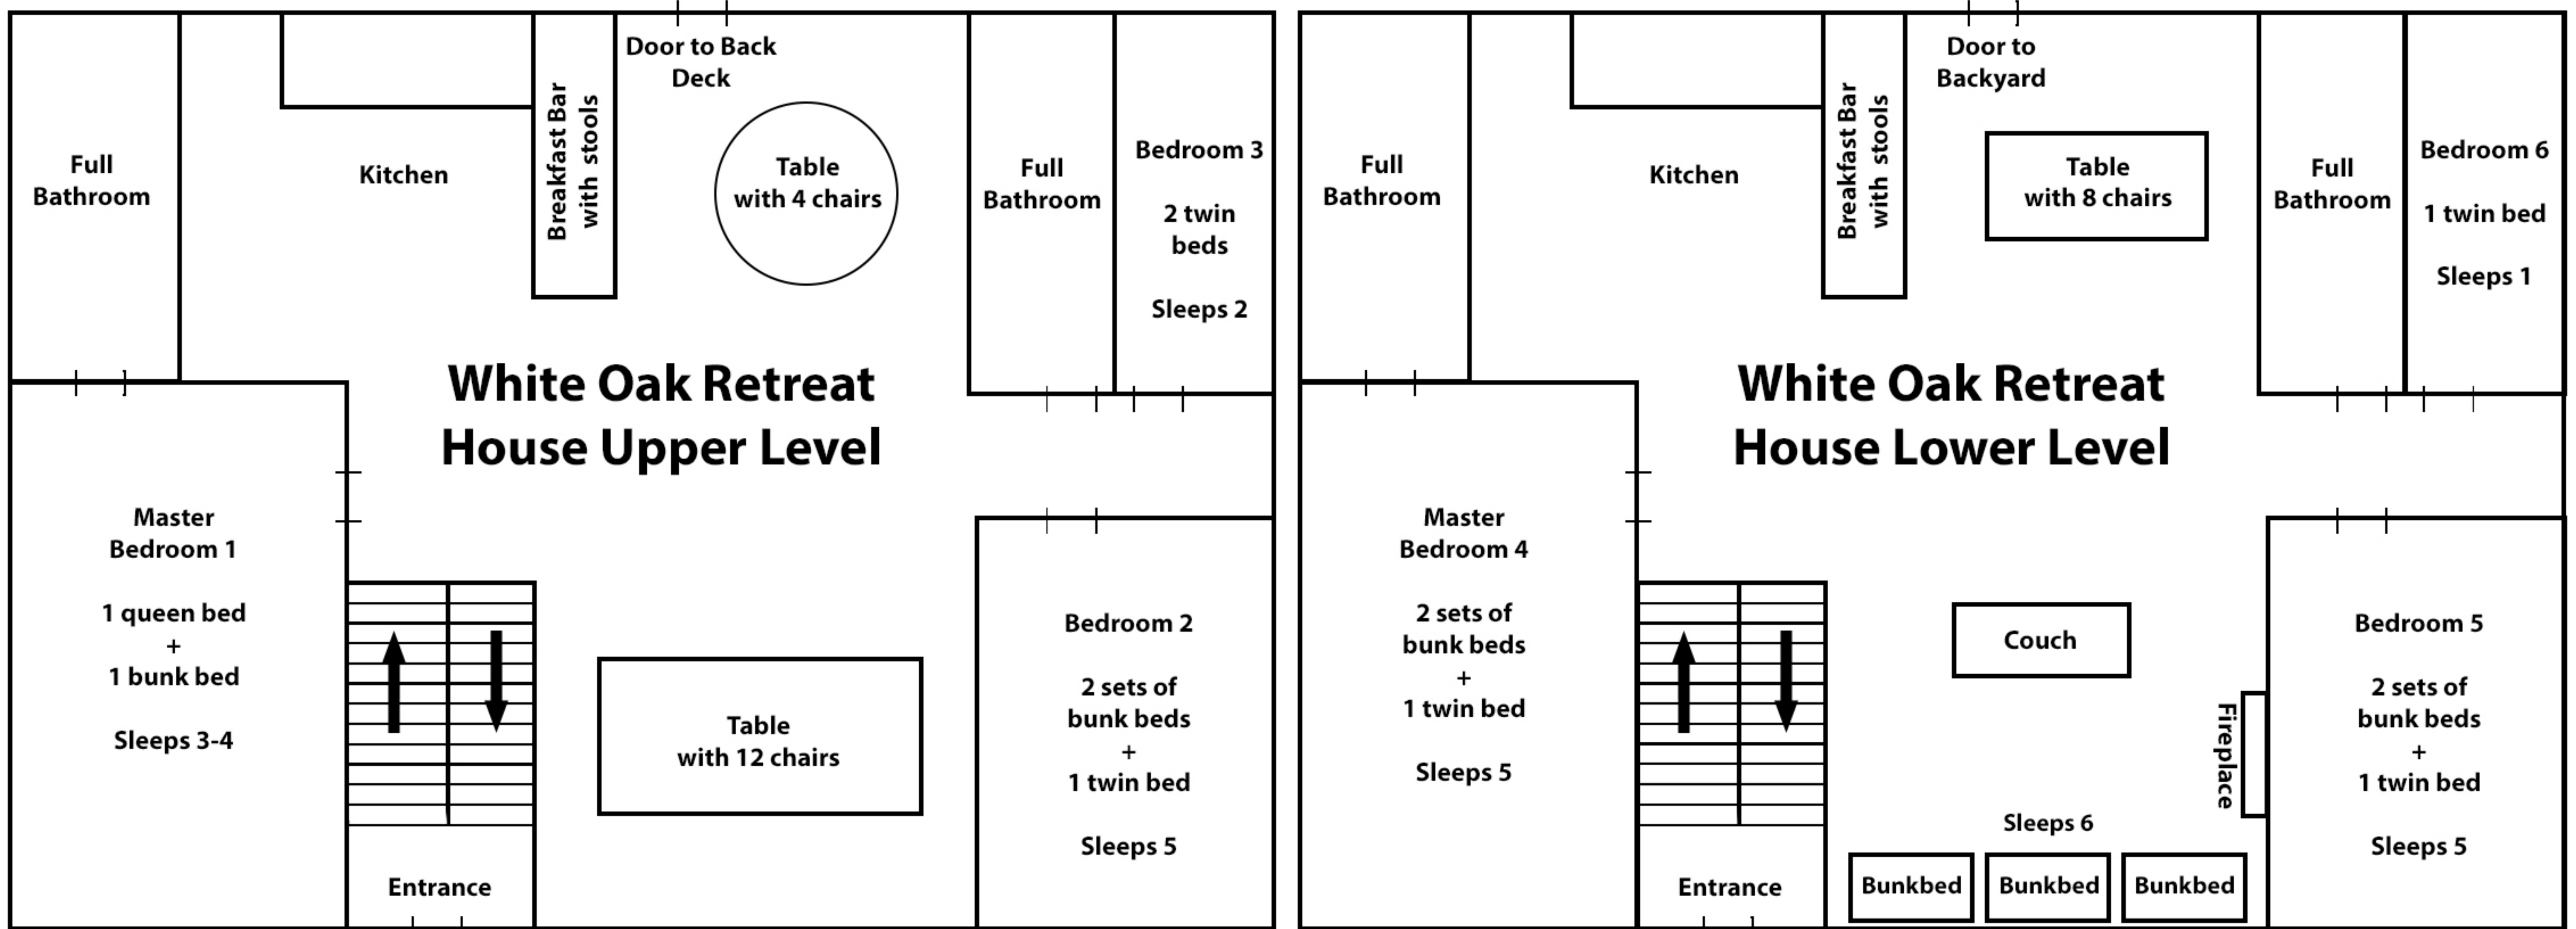 Door to Back
Deck
Full
Bathroom
Kitchen
Breakfast Bar
with stools
Table
with 4 chairs
Full
Bathroom
Bedroom 3
2 twin
beds
Sleeps 2
White Oak Retreat
House Upper Level
Master
Bedroom 1
1 queen bed
+
1 bunk bed
Sleeps 3-4
Entrance
Table
with 12 chairs
Bedroom 2
2 sets of
bunk beds
+
1 twin bed
Sleeps 5
Door to
Backyard
Full
Bathroom
Kitchen
Breakfast Bar
with stools
Table
with 8 chairs
Full
Bathroom
Bedroom 6
1 twin bed
Sleeps 1
White Oak Retreat
House Lower Level
Master
Bedroom 4
2 sets of
bunk beds
+
1 twin bed
Sleeps 5
Entrance
Couch
Fireplace
Sleeps 6
Bunkbed
Bunkbed
Bunkbed
Bedroom 5
2 sets of
bunk beds
+
1 twin bed
Sleeps 5